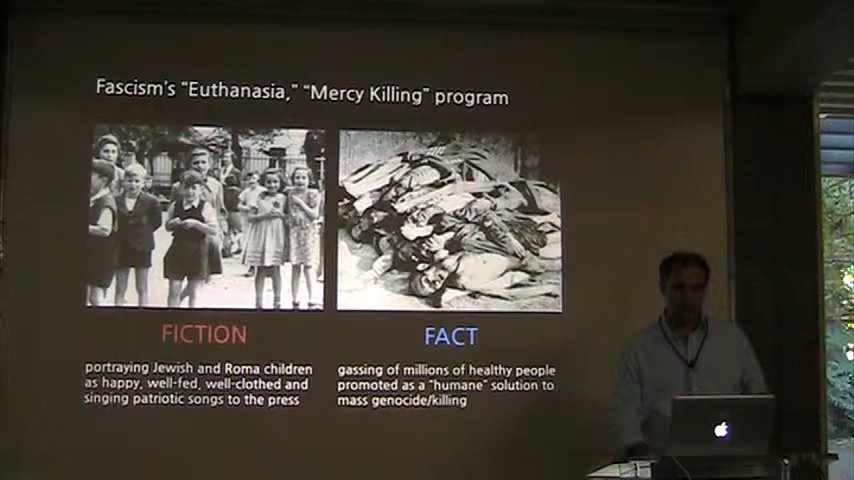 Fascism's "Euthanasia," "Mercy Killing" program
FICTION
portraying Jewish and Roma children
as happy, well-fed, well-clothed and
singing patriotic songs to the press
FACT
gassing of millions of healthy people
promoted as a "humane" solution to
mass genocide/killing